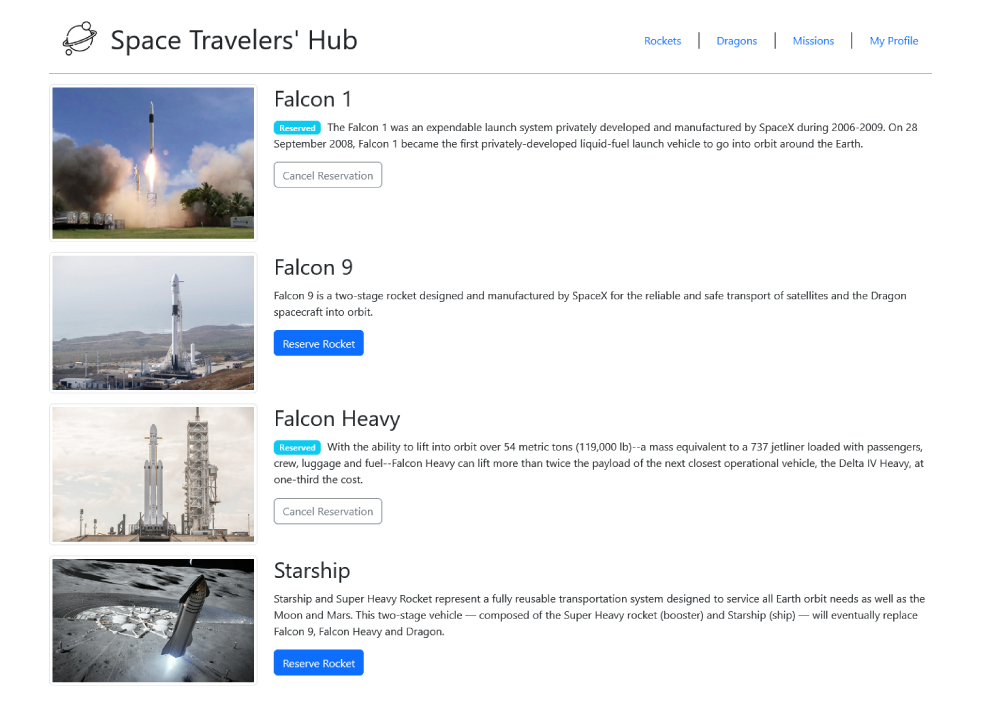 Space Travelers' Hub
Rockets
Dragons
Missions
My Profile
Falcon 1
Reserved The Falcon 1 was an expendable launch system privately developed and manufactured by SpaceX during 2006-2009. On 28
September 2008, Falcon 1 became the first privately-developed liquid-fuel launch vehicle to go into orbit around the Earth.
Cancel Reservation
Falcon 9
Falcon 9 is a two-stage rocket designed and manufactured by SpaceX for the reliable and safe transport of satellites and the Dragon
spacecraft into orbit.
Reserve Rocket
Falcon Heavy
Reserved With the ability to lift into orbit over 54 metric tons (119,000 lb)--a mass equivalent to a 737 jetliner loaded with passengers,
crew, luggage and fuel--Falcon Heavy can lift more than twice the payload of the next closest operational vehicle, the Delta IV Heavy, at
one-third the cost.
Cancel Reservation
Starship
Starship and Super Heavy Rocket represent a fully reusable transportation system designed to service all Earth orbit needs as well as the
Moon and Mars. This two-stage vehicle — composed of the Super Heavy rocket (booster) and Starship (ship) — will eventually replace
Falcon 9, Falcon Heavy and Dragon.
Reserve Rocket